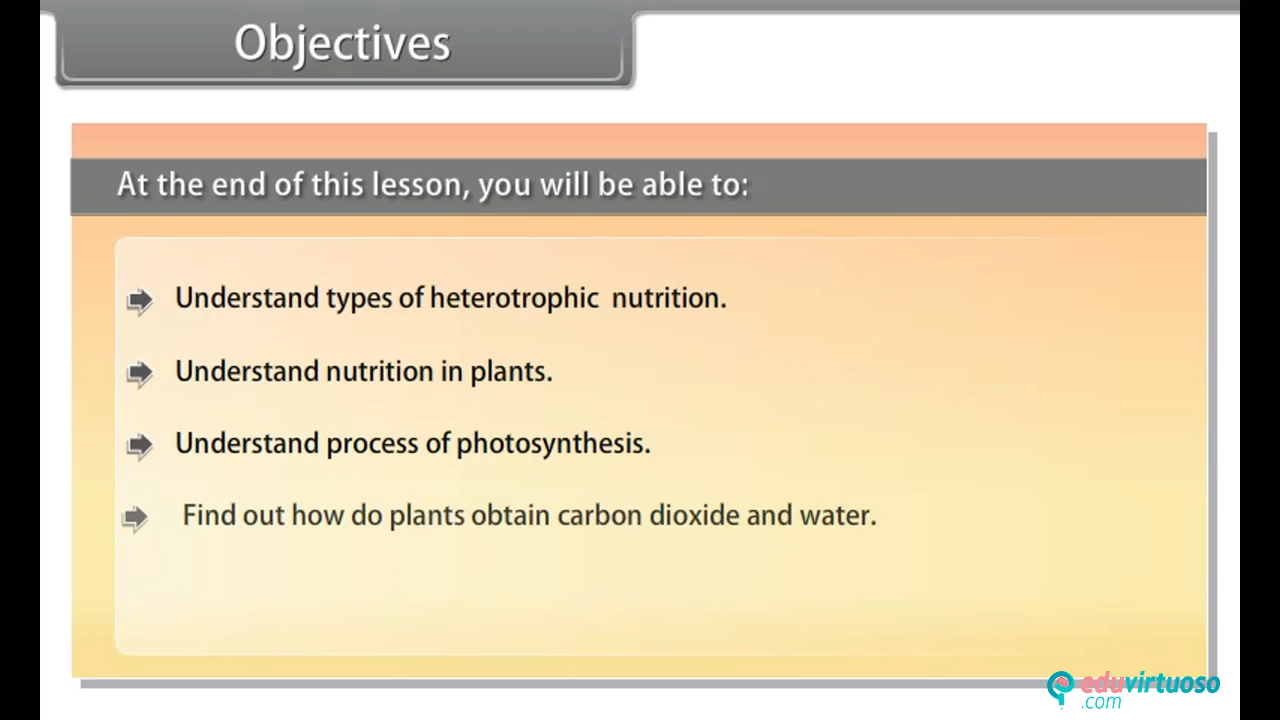 Objectives
At the end of this lesson, you will be able to:
Understand types of heterotrophic nutrition.
Understand nutrition in plants.
Understand process of photosynthesis.
Find out how do plants obtain carbon dioxide and water.
eduvirtuoso
.com